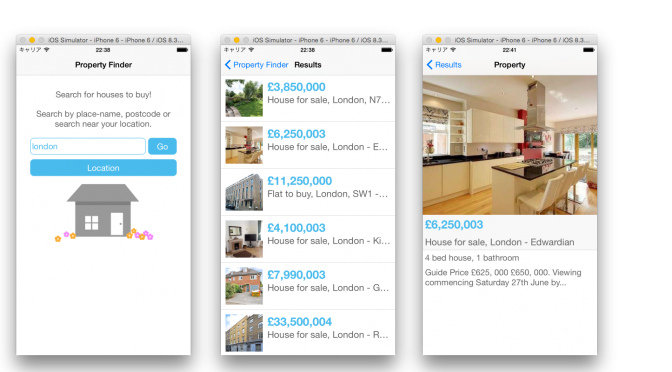 iOS Simulator - iPhone 6 - iPhone 6 / iOS 8.3...
キャリア 22:38
Property Finder
Search for houses to buy!
Search by place-name, postcode or
search near your location.
london Go
Location
iOS Simulator - iPhone 6 - iPhone 6 / iOS 8.3...
キャリア 22:38
Property Finder Results
£3,850,000
House for sale, London, N7...
£6,250,003
House for sale, London - E...
£11,250,000
Flat to buy, London, SW1 -...
£4,100,003
House for sale, London - Ki...
£7,990,003
House for sale, London - G...
£33,500,004
House for sale, London - R...
iOS Simulator - iPhone 6 - iPhone 6 / iOS 8.3...
キャリア 22:41
Results Property
£6,250,003
House for sale, London - Edwardian
4 bed house, 1 bathroom
Guide Price £625, 000 £650, 000. Viewing
commencing Saturday 27th June by...